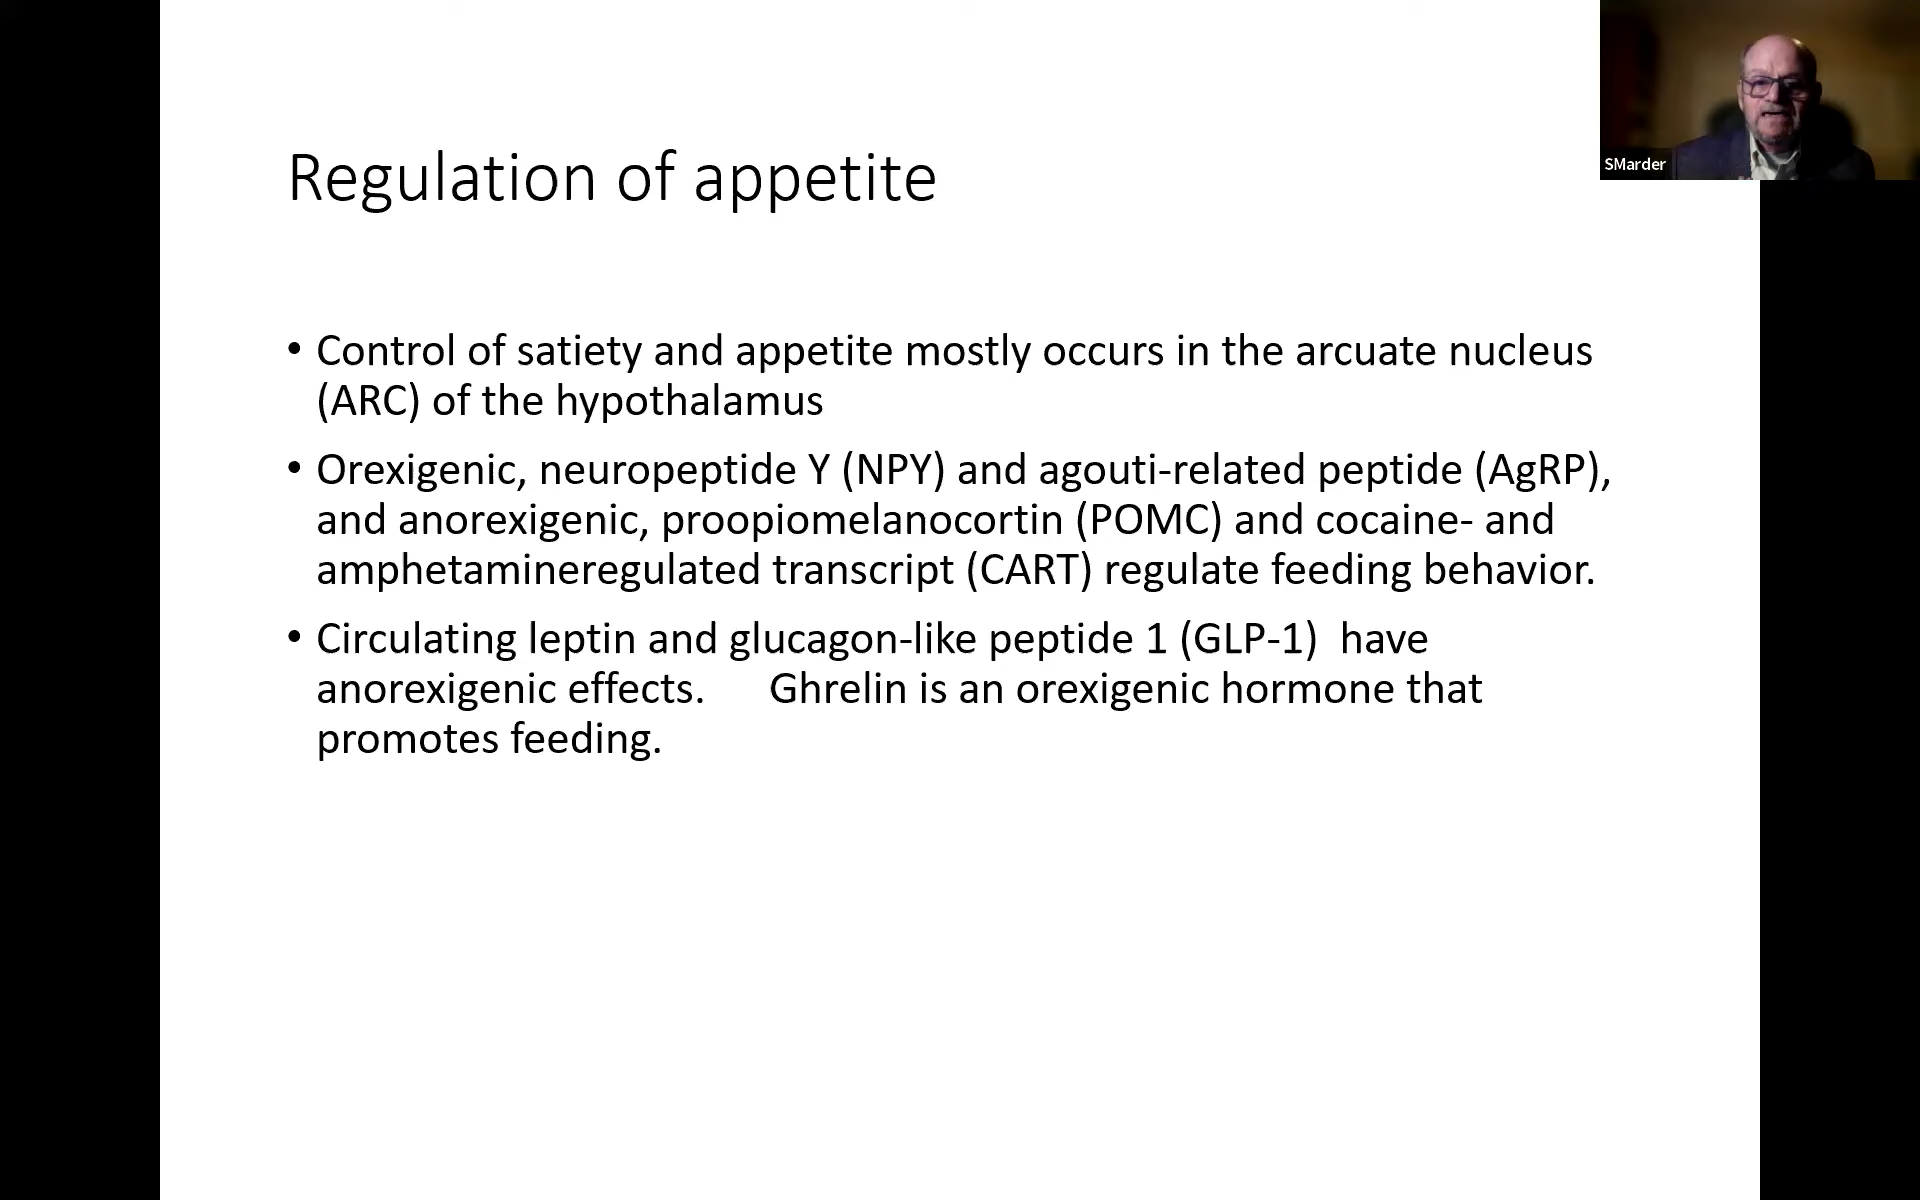 SMarder
Regulation of appetite
• Control of satiety and appetite mostly occurs in the arcuate nucleus
(ARC) of the hypothalamus
• Orexigenic, neuropeptide Y (NPY) and agouti-related peptide (AgRP),
and anorexigenic, proopiomelanocortin (POMC) and cocaine- and
amphetamineregulated transcript (CART) regulate feeding behavior.
• Circulating leptin and glucagon-like peptide 1 (GLP-1)  have
anorexigenic effects.      Ghrelin is an orexigenic hormone that
promotes feeding.